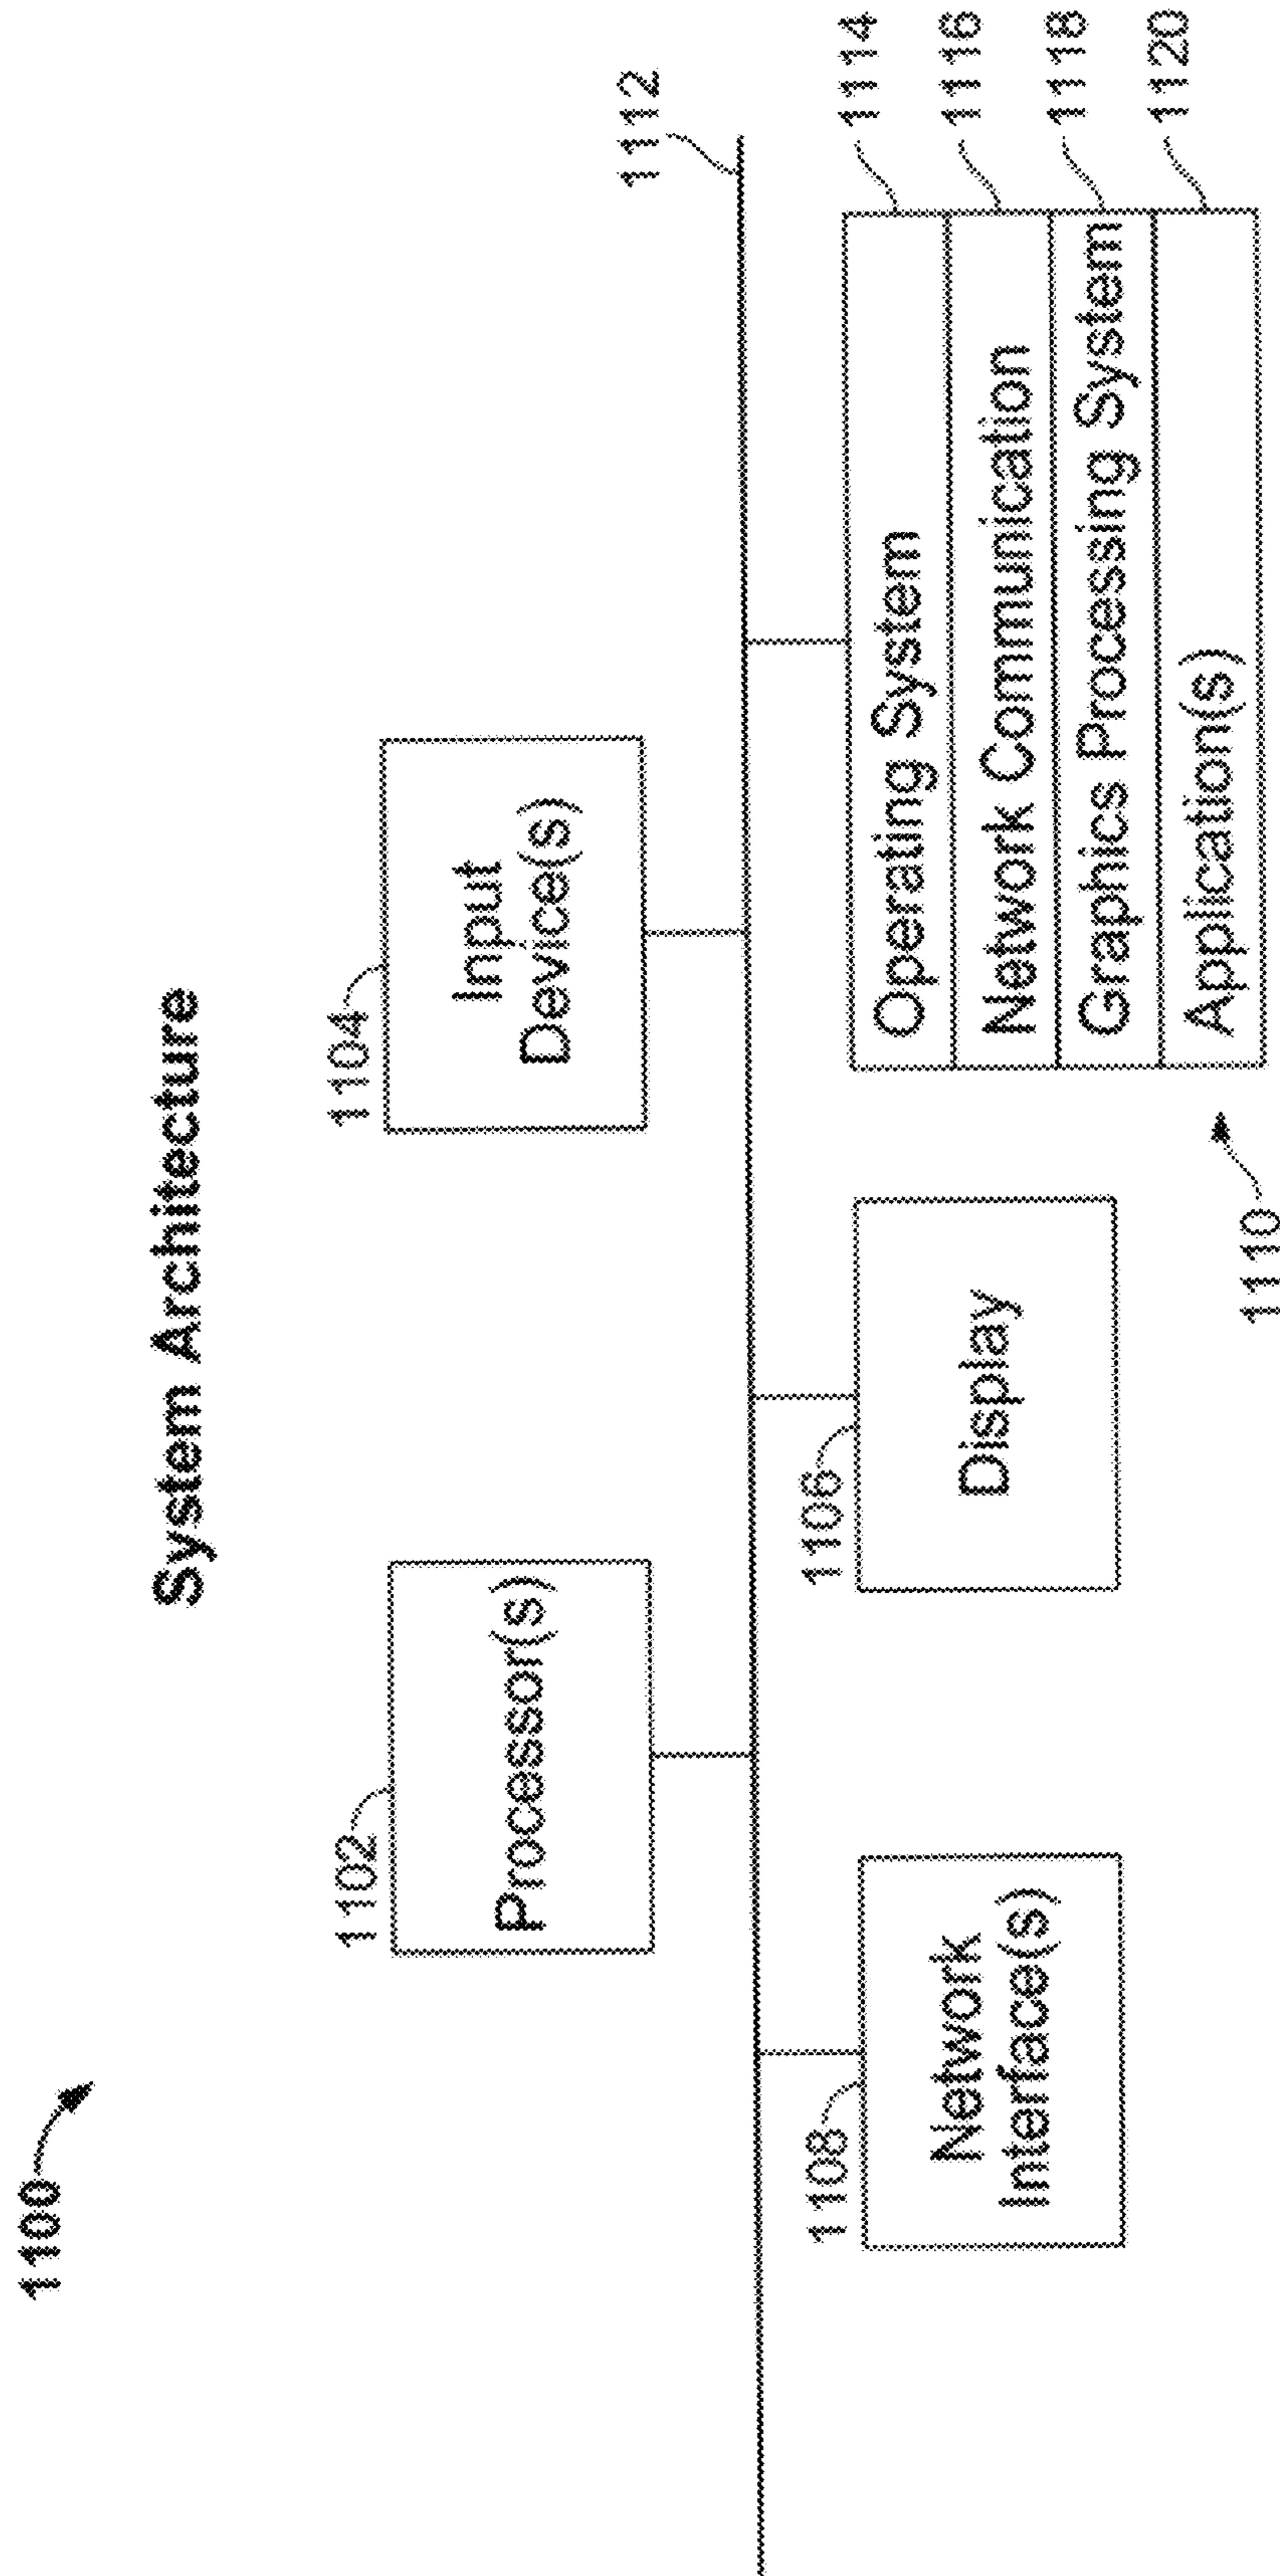 1100
System Architecture
1102
Processor(s)
1104
Input
Device(s)
1112
1108
Network
Interface(s)
1106
Display
1110
Operating System
1114
Network Communication
1116
Graphics Processing System
1118
Application(s)
1120